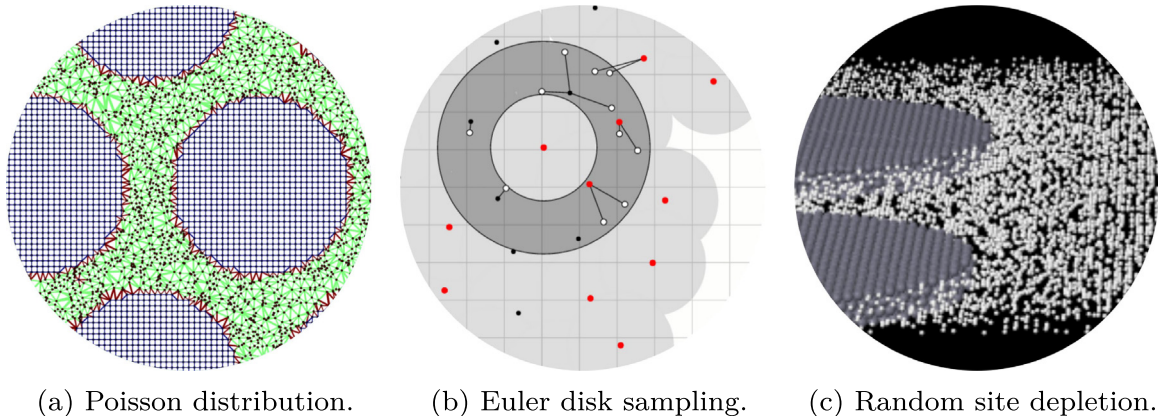 (a) Poisson distribution.
(b) Euler disk sampling.
(c) Random site depletion.